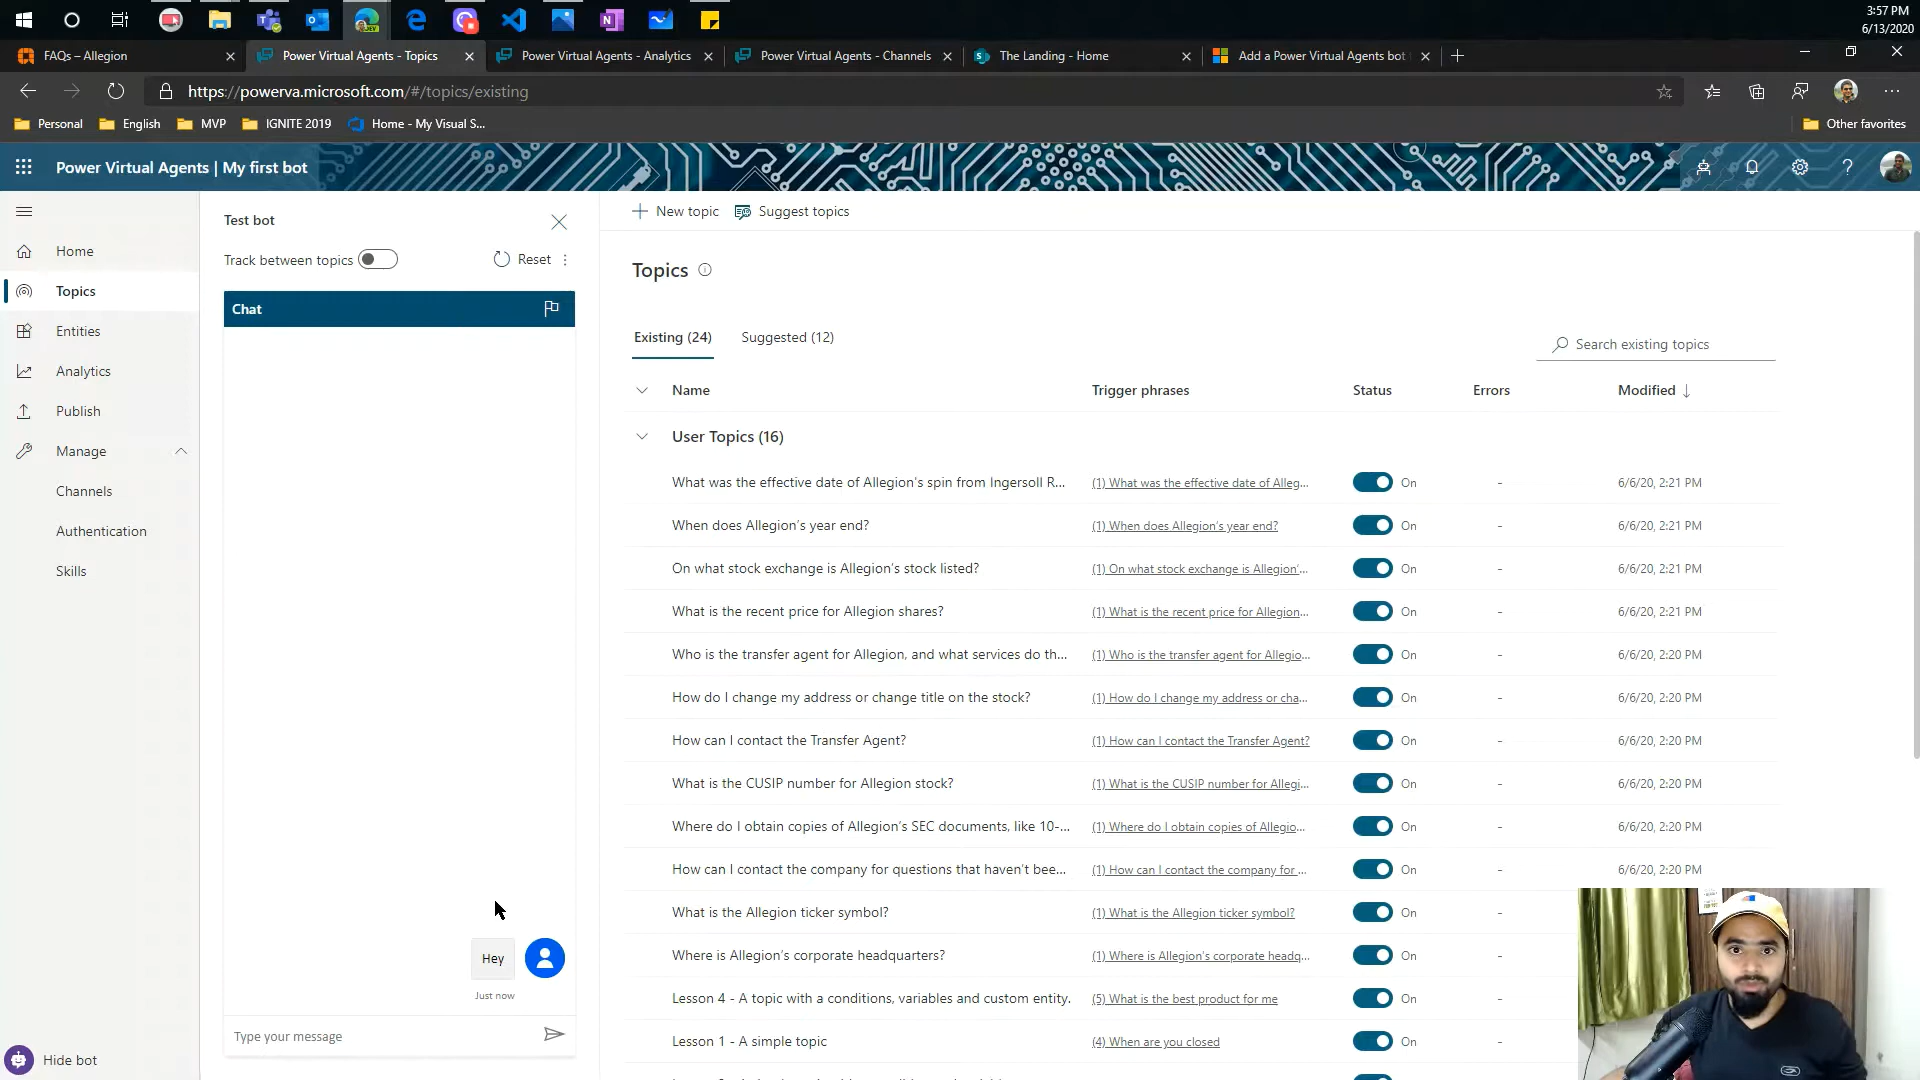 3:57 PM
6/13/2020
FAQs – Allegion
Power Virtual Agents - Topics
Power Virtual Agents - Analytics
Power Virtual Agents - Channels
The Landing - Home
Add a Power Virtual Agents bot
https://powerva.microsoft.com/#/topics/existing
Personal
English
MVP
IGNITE 2019
Home - My Visual S...
Other favorites
Power Virtual Agents | My first bot
Home
Topics
Entities
Analytics
Publish
Manage
Channels
Authentication
Skills
Hide bot
Test bot
Track between topics
Reset
Chat
Hey
Just now
Type your message
New topic
Suggest topics
Topics
Existing (24)
Suggested (12)
Search existing topics
Name Trigger phrases Status Errors Modified
User Topics (16)
What was the effective date of Allegion's spin from Ingersoll R... (1) What was the effective date of Alleg... On - 6/6/20, 2:21 PM
When does Allegion's year end? (1) When does Allegion's year end? On - 6/6/20, 2:21 PM
On what stock exchange is Allegion's stock listed? (1) On what stock exchange is Allegion'... On - 6/6/20, 2:21 PM
What is the recent price for Allegion shares? (1) What is the recent price for Allegion... On - 6/6/20, 2:21 PM
Who is the transfer agent for Allegion, and what services do th... (1) Who is the transfer agent for Allegio... On - 6/6/20, 2:20 PM
How do I change my address or change title on the stock? (1) How do I change my address or cha... On - 6/6/20, 2:20 PM
How can I contact the Transfer Agent? (1) How can I contact the Transfer Agent? On - 6/6/20, 2:20 PM
What is the CUSIP number for Allegion stock? (1) What is the CUSIP number for Allegi... On - 6/6/20, 2:20 PM
Where do I obtain copies of Allegion's SEC documents, like 10-... (1) Where do I obtain copies of Allegio... On - 6/6/20, 2:20 PM
How can I contact the company for questions that haven't bee... (1) How can I contact the company for ... On - 6/6/20, 2:20 PM
What is the Allegion ticker symbol? (1) What is the Allegion ticker symbol? On -
Where is Allegion's corporate headquarters? (1) Where is Allegion's corporate headq... On -
Lesson 4 - A topic with a conditions, variables and custom entity. (5) What is the best product for me On -
Lesson 1 - A simple topic (4) When are you closed On -